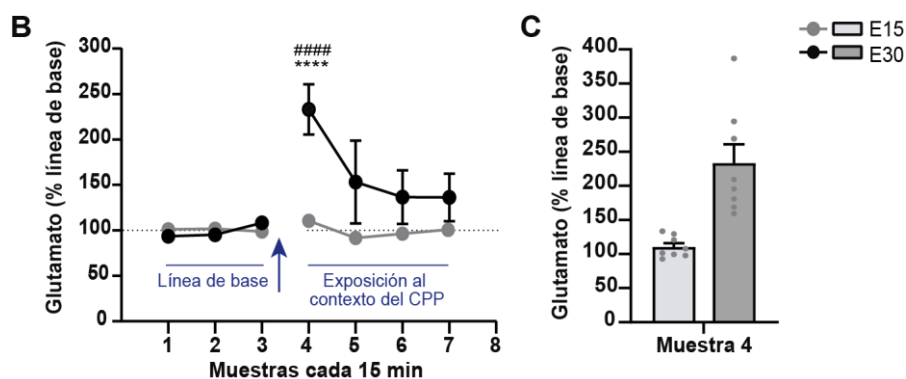 B
Glutamato (% línea de base)
300
250
200
150
100
50
0
####
****
Línea de base
Exposición al
contexto del CPP
1 2 3 4 5 6 7 8
Muestras cada 15 min
C
E15
E30
Glutamato (% línea de base)
400
350
300
250
200
150
100
50
0
Muestra 4